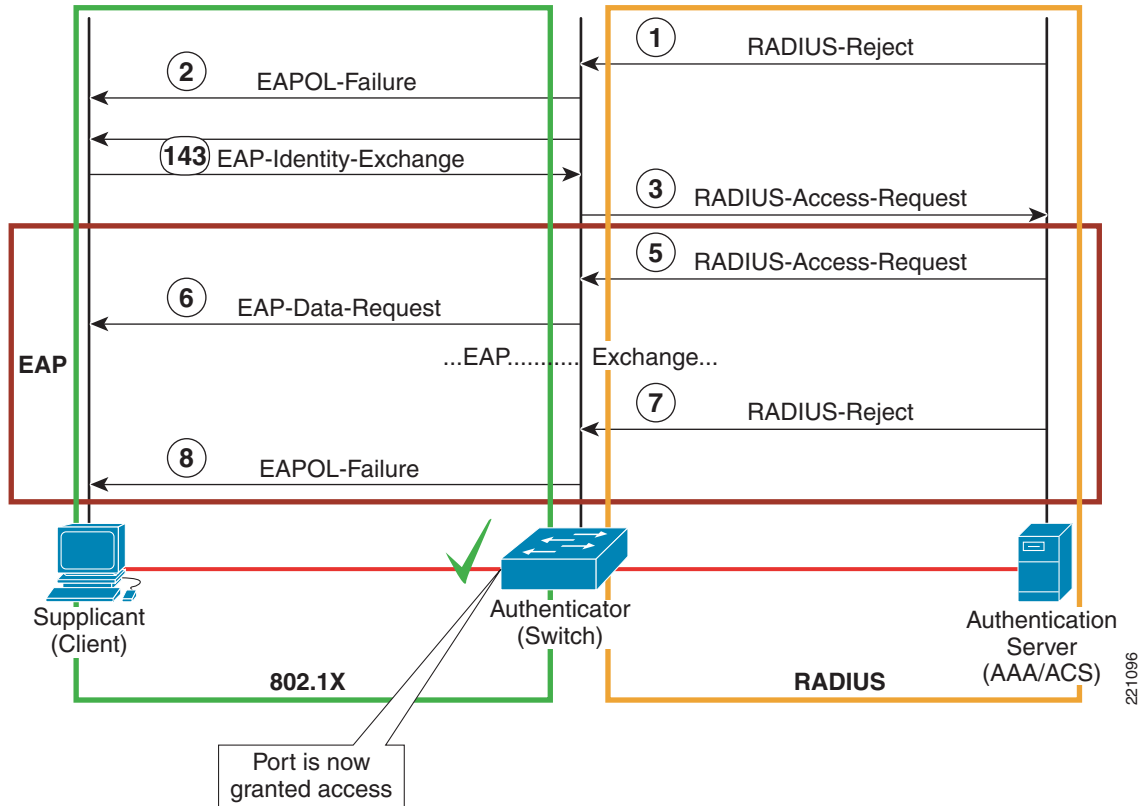 1
RADIUS-Reject
2
EAPOL-Failure
143
EAP-Identity-Exchange
3
RADIUS-Access-Request
5
RADIUS-Access-Request
6
EAP-Data-Request
EAP
...EAP........... Exchange...
7
RADIUS-Reject
8
EAPOL-Failure
Supplicant
(Client)
Authenticator
(Switch)
Authentication
Server
(AAA/ACS)
802.1X
RADIUS
221096
Port is now
granted access